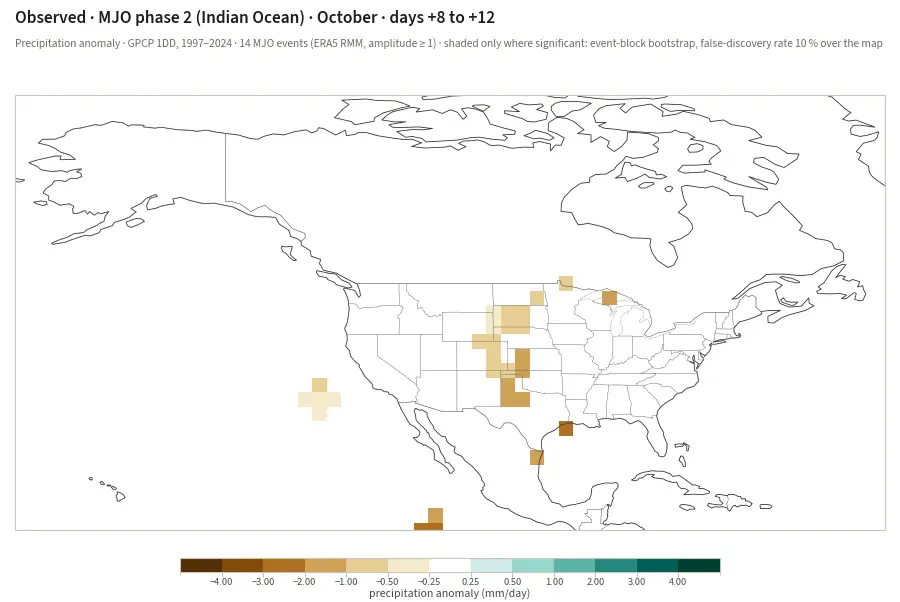 Observed · MJO phase 2 (Indian Ocean) · October · days +8 to +12
Precipitation anomaly · GPCP 1DD, 1997–2024 · 14 MJO events (ERA5 RMM, amplitude ≥ 1) · shaded only where significant: event-block bootstrap, false-discovery rate 10 % over the map
−4.00 −3.00 −2.00 −1.00 −0.50 −0.25 0.25 0.50 1.00 2.00 3.00 4.00
precipitation anomaly (mm/day)